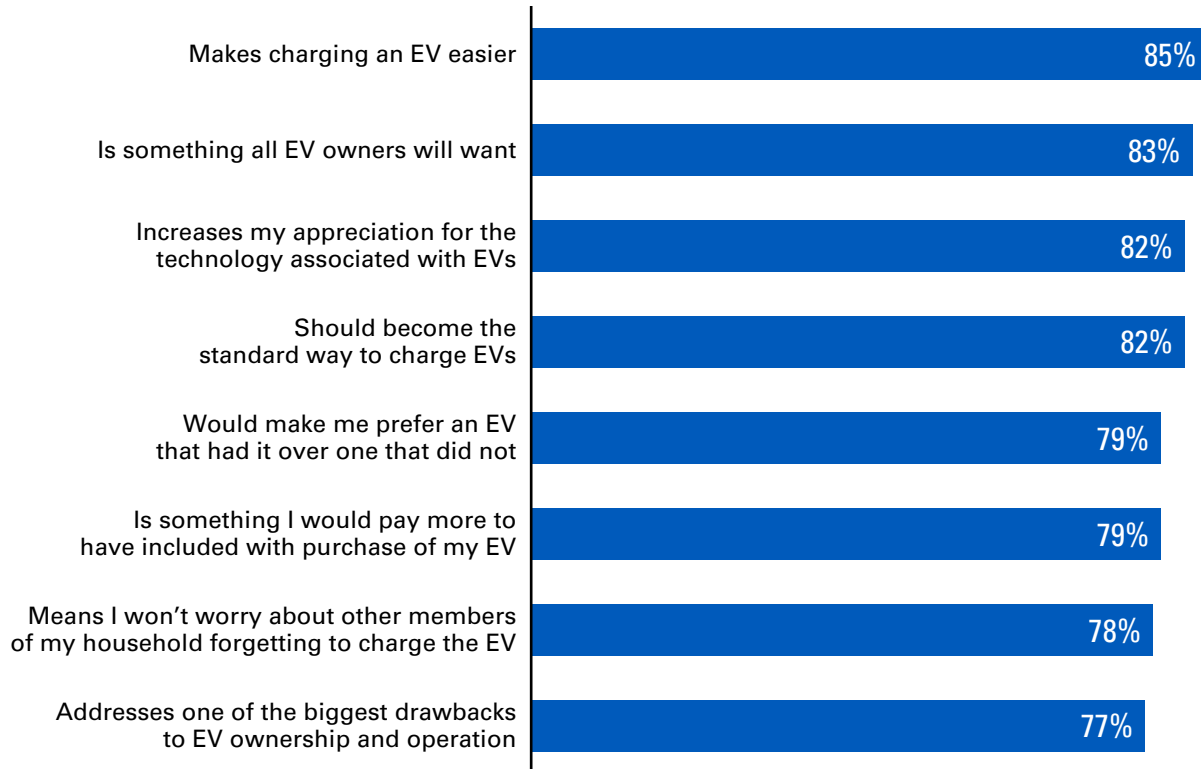 Makes charging an EV easier
85%
Is something all EV owners will want
83%
Increases my appreciation for the
technology associated with EVs
82%
Should become the
standard way to charge EVs
82%
Would make me prefer an EV
that had it over one that did not
79%
Is something I would pay more to
have included with purchase of my EV
79%
Means I won’t worry about other members
of my household forgetting to charge the EV
78%
Addresses one of the biggest drawbacks
to EV ownership and operation
77%